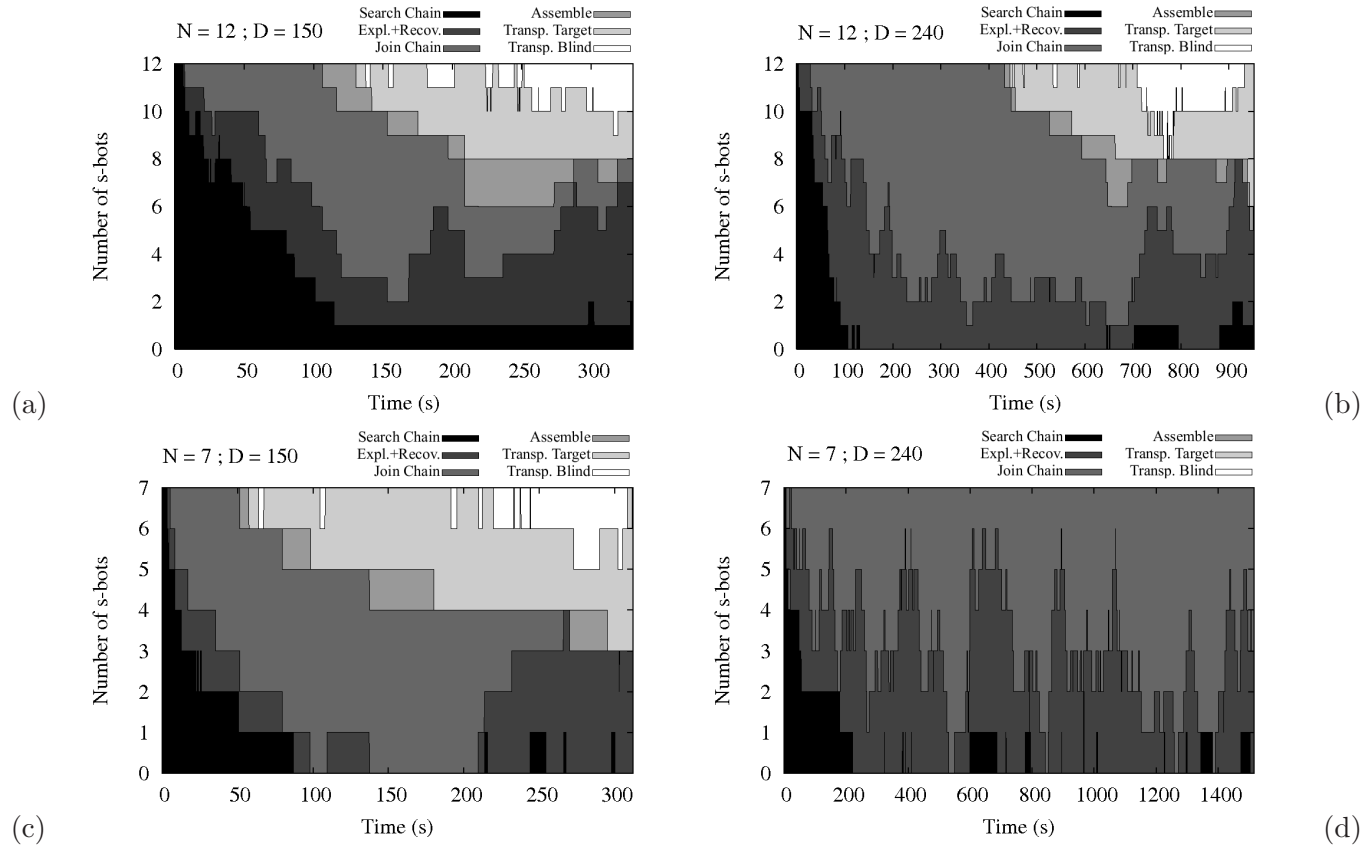 N = 12 ; D = 150
Search Chain
Expl.+Recov.
Join Chain
Assemble
Transp. Target
Transp. Blind
Number of s-bots
12
10
8
6
4
2
0
0 50 100 150 200 250 300
Time (s)
(a)
N = 12 ; D = 240
Search Chain
Expl.+Recov.
Join Chain
Assemble
Transp. Target
Transp. Blind
Number of s-bots
12
10
8
6
4
2
0
0 100 200 300 400 500 600 700 800 900
Time (s)
(b)
N = 7 ; D = 150
Search Chain
Expl.+Recov.
Join Chain
Assemble
Transp. Target
Transp. Blind
Number of s-bots
7
6
5
4
3
2
1
0
0 50 100 150 200 250 300
Time (s)
(c)
N = 7 ; D = 240
Search Chain
Expl.+Recov.
Join Chain
Assemble
Transp. Target
Transp. Blind
Number of s-bots
7
6
5
4
3
2
1
0
0 200 400 600 800 1000 1200 1400
Time (s)
(d)